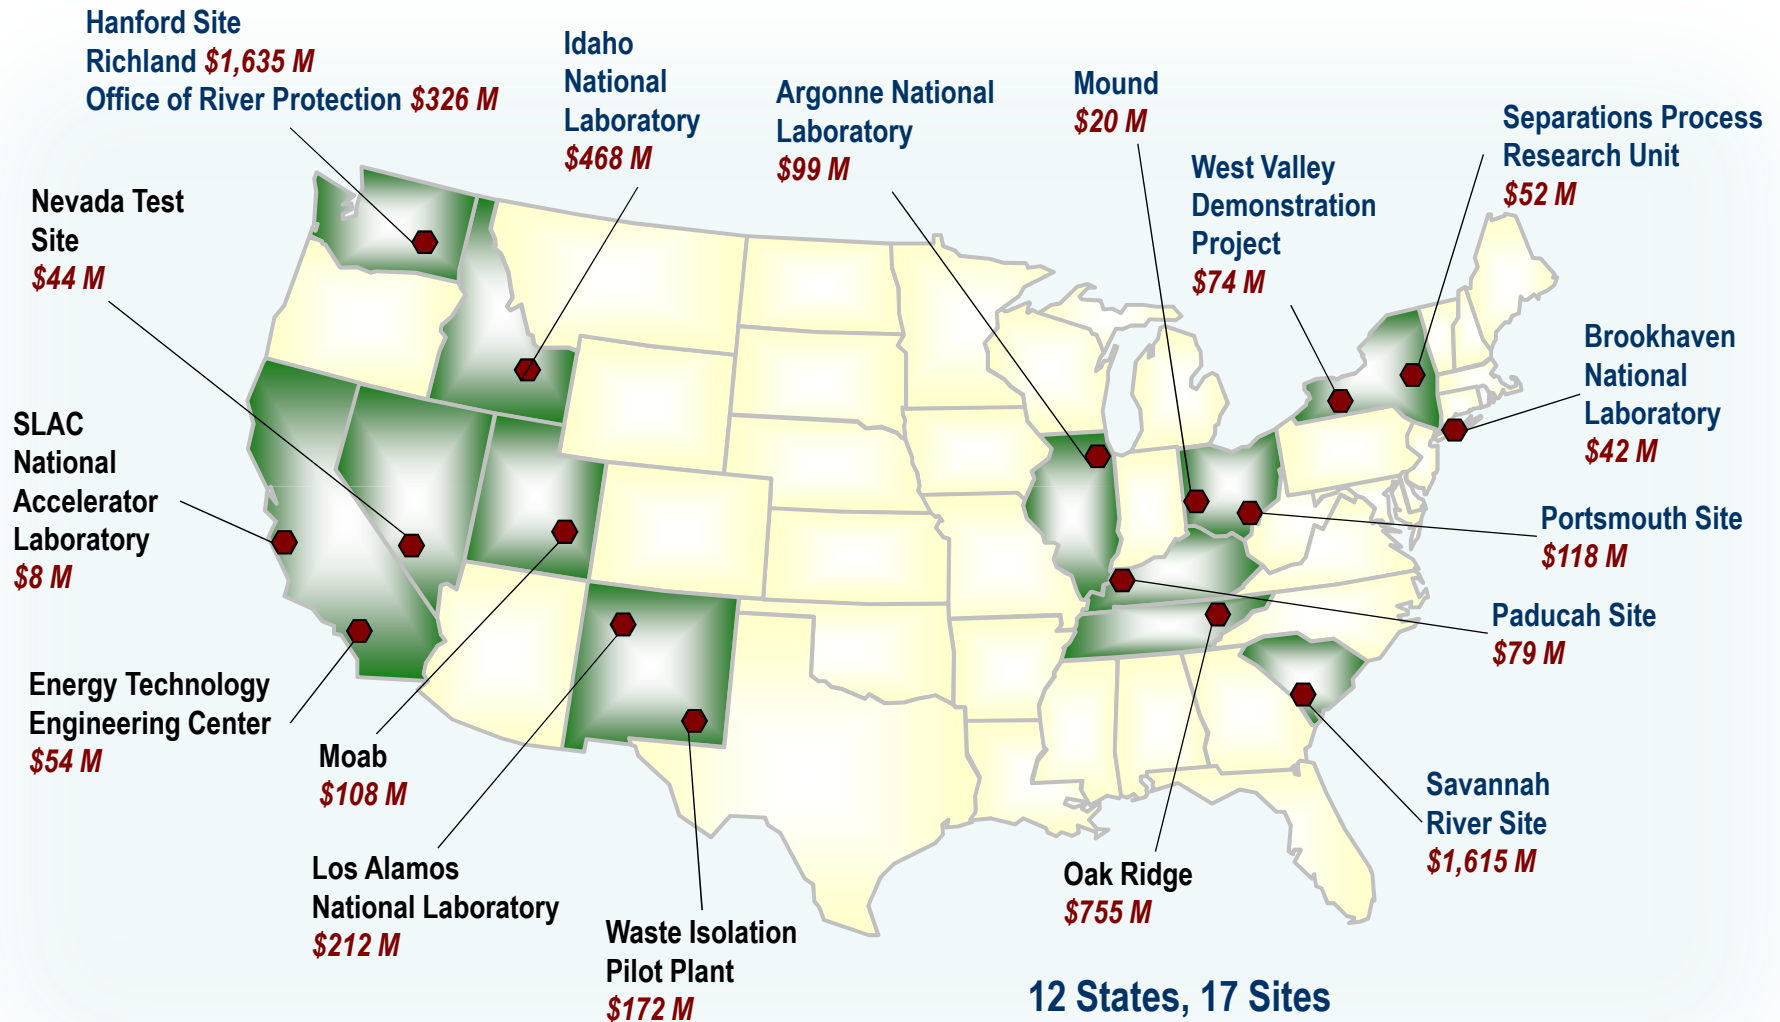 Hanford Site
Richland $1,635 M
Office of River Protection $326 M
Idaho
National
Laboratory
$468 M
Argonne National
Laboratory
$99 M
Mound
$20 M
West Valley
Demonstration
Project
$74 M
Separations Process
Research Unit
$52 M
Nevada Test
Site
$44 M
Brookhaven
National
Laboratory
$42 M
SLAC
National
Accelerator
Laboratory
$8 M
Portsmouth Site
$118 M
Paducah Site
$79 M
Energy Technology
Engineering Center
$54 M
Moab
$108 M
Savannah
River Site
$1,615 M
Los Alamos
National Laboratory
$212 M
Oak Ridge
$755 M
Waste Isolation
Pilot Plant
$172 M
12 States, 17 Sites